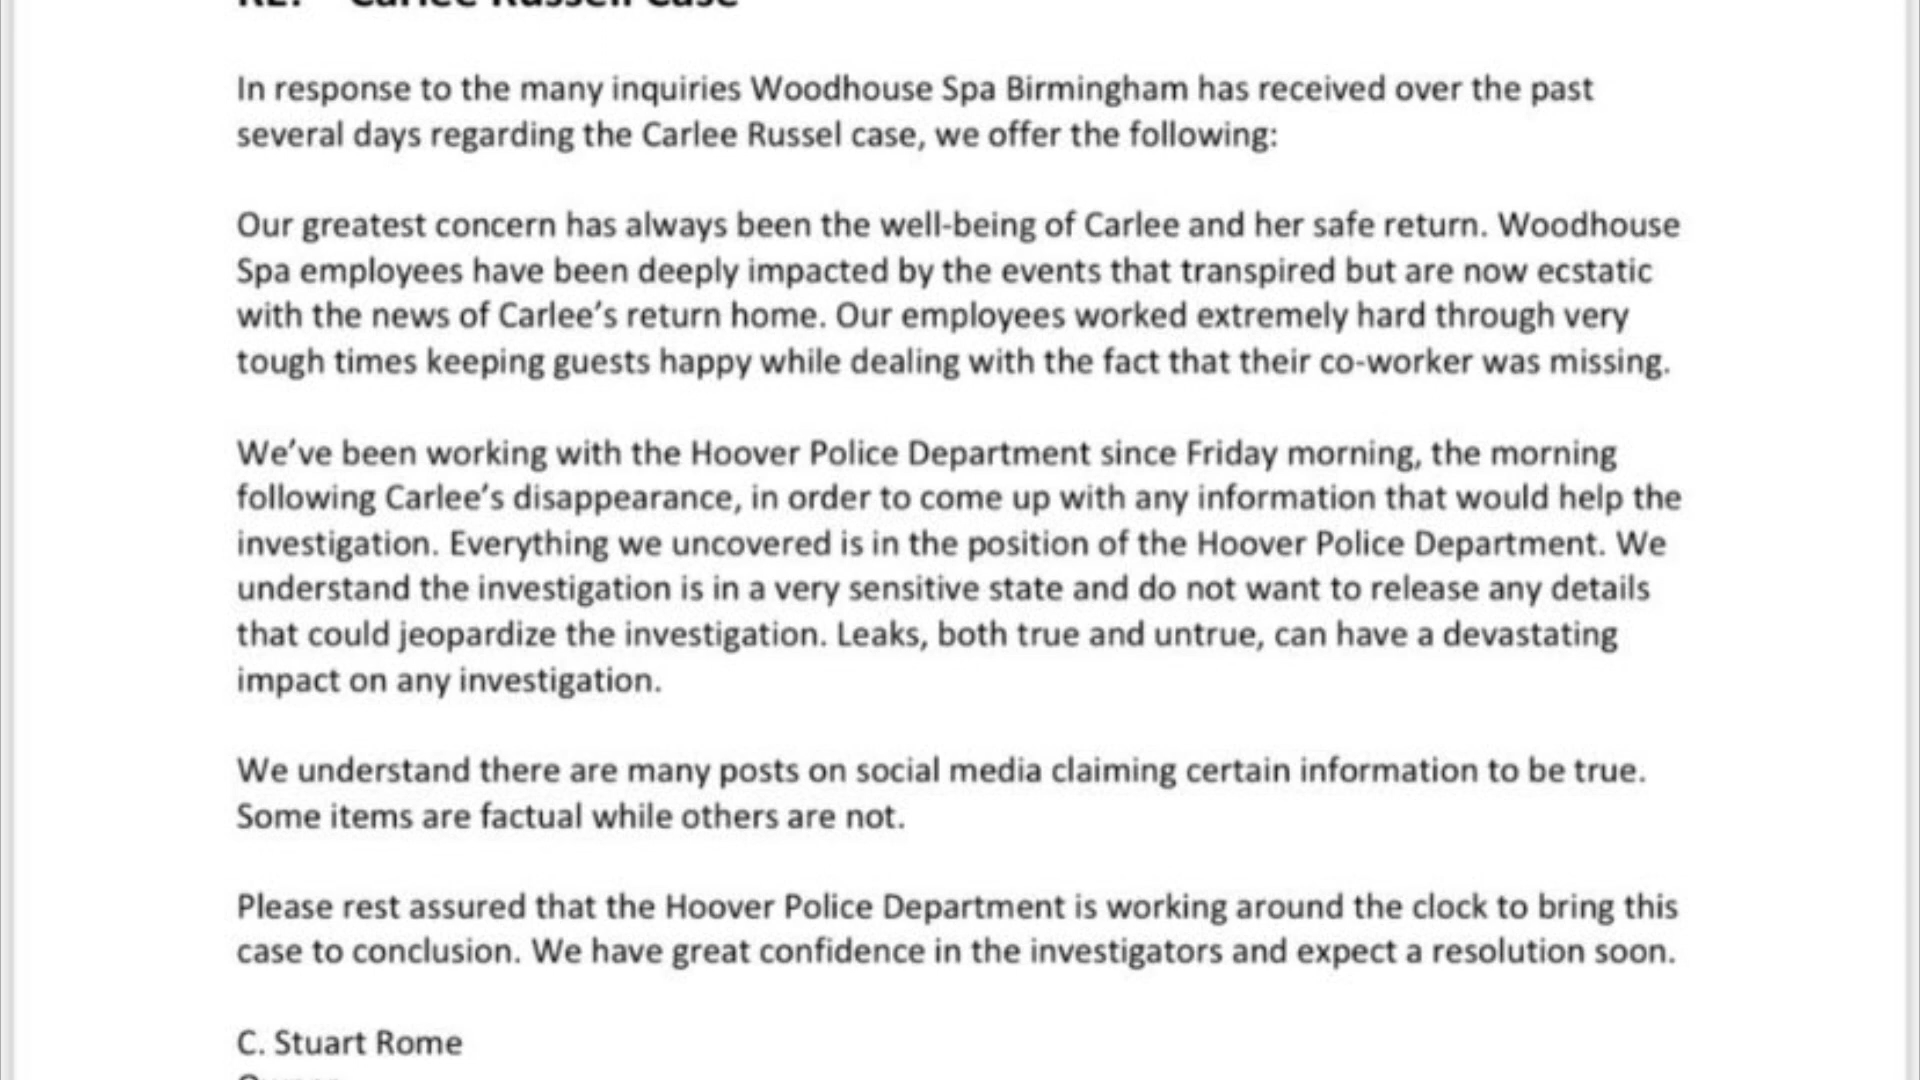 RE: Carlee Russell Case
In response to the many inquiries Woodhouse Spa Birmingham has received over the past
several days regarding the Carlee Russel case, we offer the following:
Our greatest concern has always been the well-being of Carlee and her safe return. Woodhouse
Spa employees have been deeply impacted by the events that transpired but are now ecstatic
with the news of Carlee’s return home. Our employees worked extremely hard through very
tough times keeping guests happy while dealing with the fact that their co-worker was missing.
We’ve been working with the Hoover Police Department since Friday morning, the morning
following Carlee’s disappearance, in order to come up with any information that would help the
investigation. Everything we uncovered is in the position of the Hoover Police Department. We
understand the investigation is in a very sensitive state and do not want to release any details
that could jeopardize the investigation. Leaks, both true and untrue, can have a devastating
impact on any investigation.
We understand there are many posts on social media claiming certain information to be true.
Some items are factual while others are not.
Please rest assured that the Hoover Police Department is working around the clock to bring this
case to conclusion. We have great confidence in the investigators and expect a resolution soon.
C. Stuart Rome